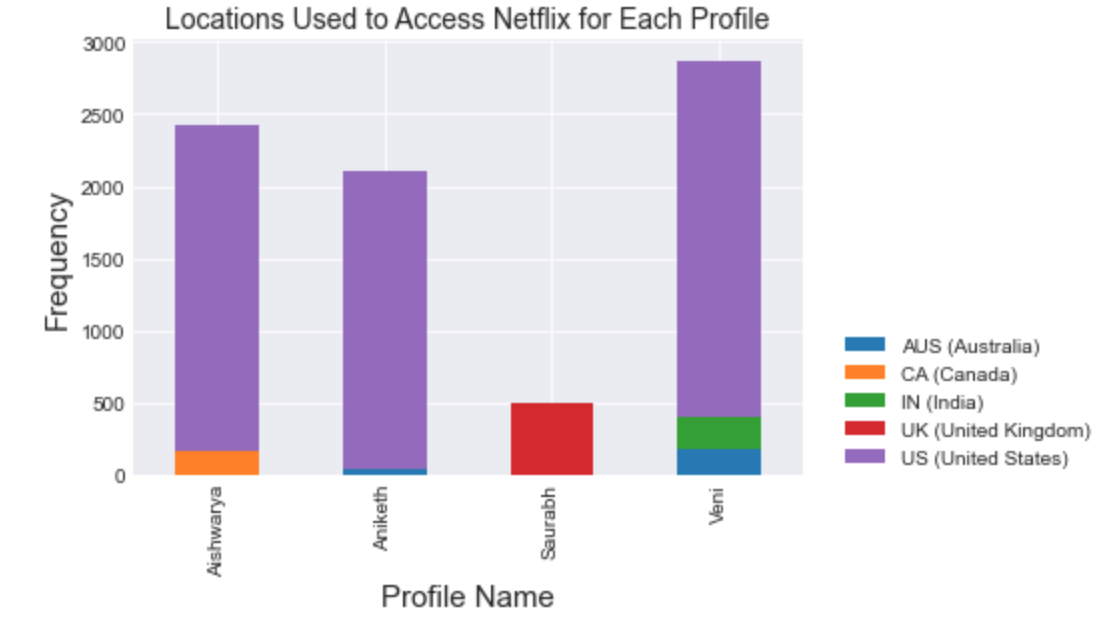 Locations Used to Access Netflix for Each Profile
3000
2500
2000
1500
1000
500
0
Frequency
Aishwarya
Aniketh
Saurabh
Veni
Profile Name
AUS (Australia)
CA (Canada)
IN (India)
UK (United Kingdom)
US (United States)